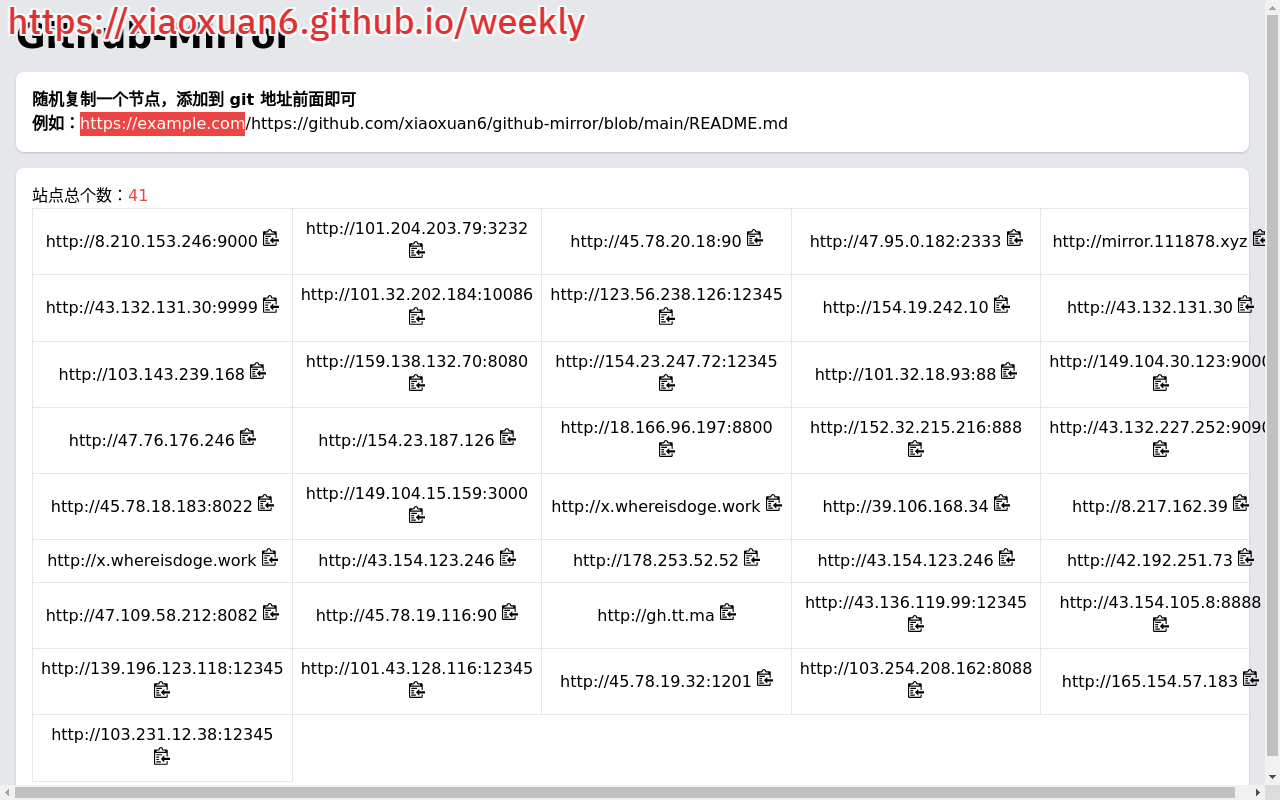 https://xiaoxuan6.github.io/weekly
Github-Mirror
随机复制一个节点，添加到 git 地址前面即可
例如：https://example.com/https://github.com/xiaoxuan6/github-mirror/blob/main/README.md
站点总个数：41
http://8.210.153.246:9000
http://101.204.203.79:3232
http://45.78.20.18:90
http://47.95.0.182:2333
http://mirror.111878.xyz
http://43.132.131.30:9999
http://101.32.202.184:10086
http://123.56.238.126:12345
http://154.19.242.10
http://43.132.131.30
http://103.143.239.168
http://159.138.132.70:8080
http://154.23.247.72:12345
http://101.32.18.93:88
http://149.104.30.123:9000
http://47.76.176.246
http://154.23.187.126
http://18.166.96.197:8800
http://152.32.215.216:888
http://43.132.227.252:9090
http://45.78.18.183:8022
http://149.104.15.159:3000
http://x.whereisdoge.work
http://39.106.168.34
http://8.217.162.39
http://x.whereisdoge.work
http://43.154.123.246
http://178.253.52.52
http://43.154.123.246
http://42.192.251.73
http://47.109.58.212:8082
http://45.78.19.116:90
http://gh.tt.ma
http://43.136.119.99:12345
http://43.154.105.8:8888
http://139.196.123.118:12345
http://101.43.128.116:12345
http://45.78.19.32:1201
http://103.254.208.162:8088
http://165.154.57.183
http://103.231.12.38:12345